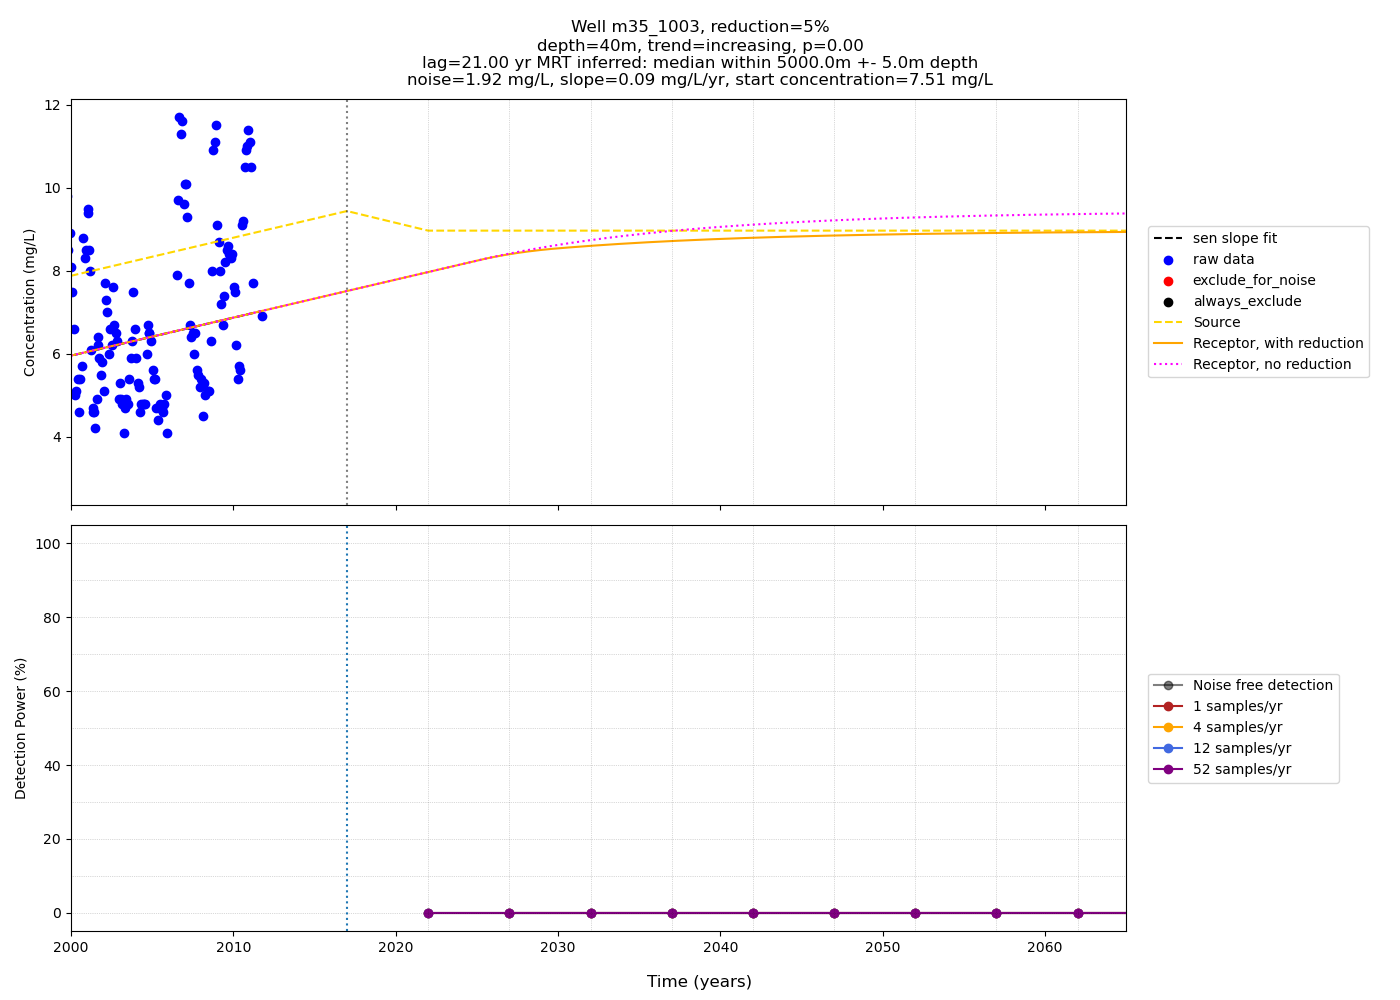 Well m35_1003, reduction=5%
depth=40m, trend=increasing, p=0.00
lag=21.00 yr MRT inferred: median within 5000.0m +- 5.0m depth
noise=1.92 mg/L, slope=0.09 mg/L/yr, start concentration=7.51 mg/L
12
10
8
6
4
Concentration (mg/L)
sen slope fit
raw data
exclude_for_noise
always_exclude
Source
Receptor, with reduction
Receptor, no reduction
100
80
60
40
20
0
Detection Power (%)
Noise free detection
1 samples/yr
4 samples/yr
12 samples/yr
52 samples/yr
2000 2010 2020 2030 2040 2050 2060
Time (years)